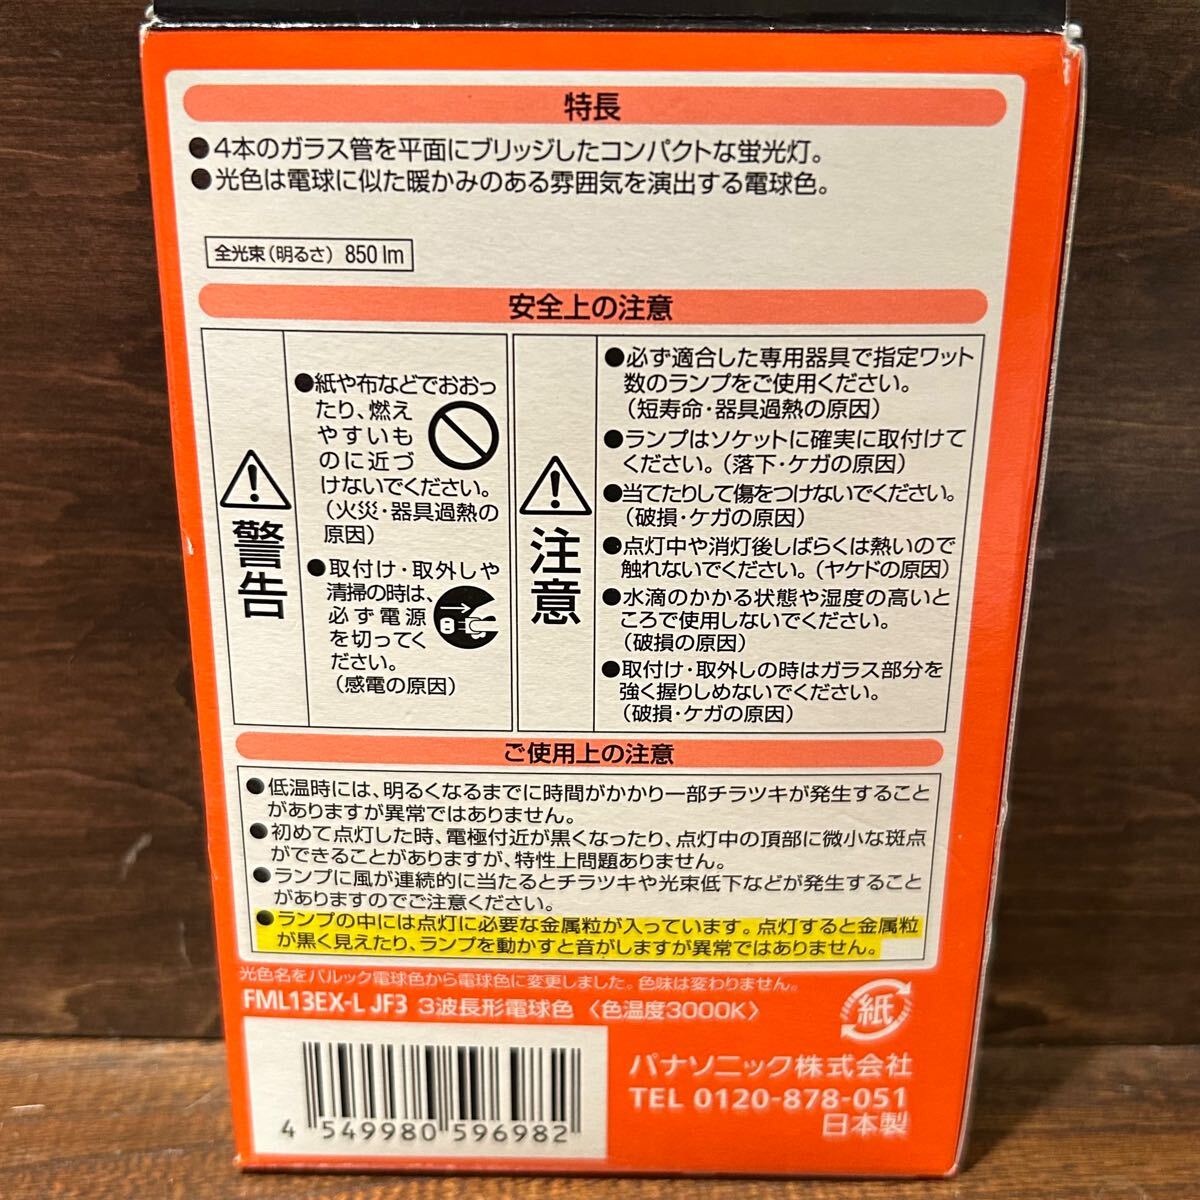 特長
●4本のガラス管を平面にブリッジしたコンパクトな蛍光灯。
●光色は電球に似た暖かみのある雰囲気を演出する電球色。
全光束(明るさ) 850 lm
安全上の注意
警告
●紙や布などでおおっ
たり、燃え
やすいも
のに近づ
けないでください。
(火災・器具過熱の
原因)
●取付け・取外しや
清掃の時は、
必ず電源
を切ってく
ださい。
(感電の原因)
注意
●必ず適合した専用器具で指定ワット
数のランプをご使用ください。
(短寿命・器具過熱の原因)
●ランプはソケットに確実に取付けて
ください。(落下・ケガの原因)
●当てたりして傷をつけないでください。
(破損・ケガの原因)
●点灯中や消灯後しばらくは熱いので
触れないでください。(ヤケドの原因)
●水滴のかかる状態や湿度の高いと
ころで使用しないでください。
(破損の原因)
●取付け・取外しの時はガラス部分を
強く握りしめないでください。
(破損・ケガの原因)
ご使用上の注意
●低温時には、明るくなるまでに時間がかかり一部チラツキが発生すること
がありますが異常ではありません。
●初めて点灯した時、電極付近が黒くなったり、点灯中の頂部に微小な斑点
ができることがありますが、特性上問題ありません。
●ランプに風が連続的に当たるとチラツキや光束低下などが発生すること
がありますのでご注意ください。
●ランプの中には点灯に必要な金属粒が入っています。点灯すると金属粒
が黒く見えたり、ランプを動かすと音がしますが異常ではありません。
光色名をパルック電球色から電球色に変更しました。色味は変わりません。
FML13EX-L JF3 3波長形電球色 〈色温度3000K〉
紙
4 549980 596982
パナソニック株式会社
TEL 0120-878-051
日本製